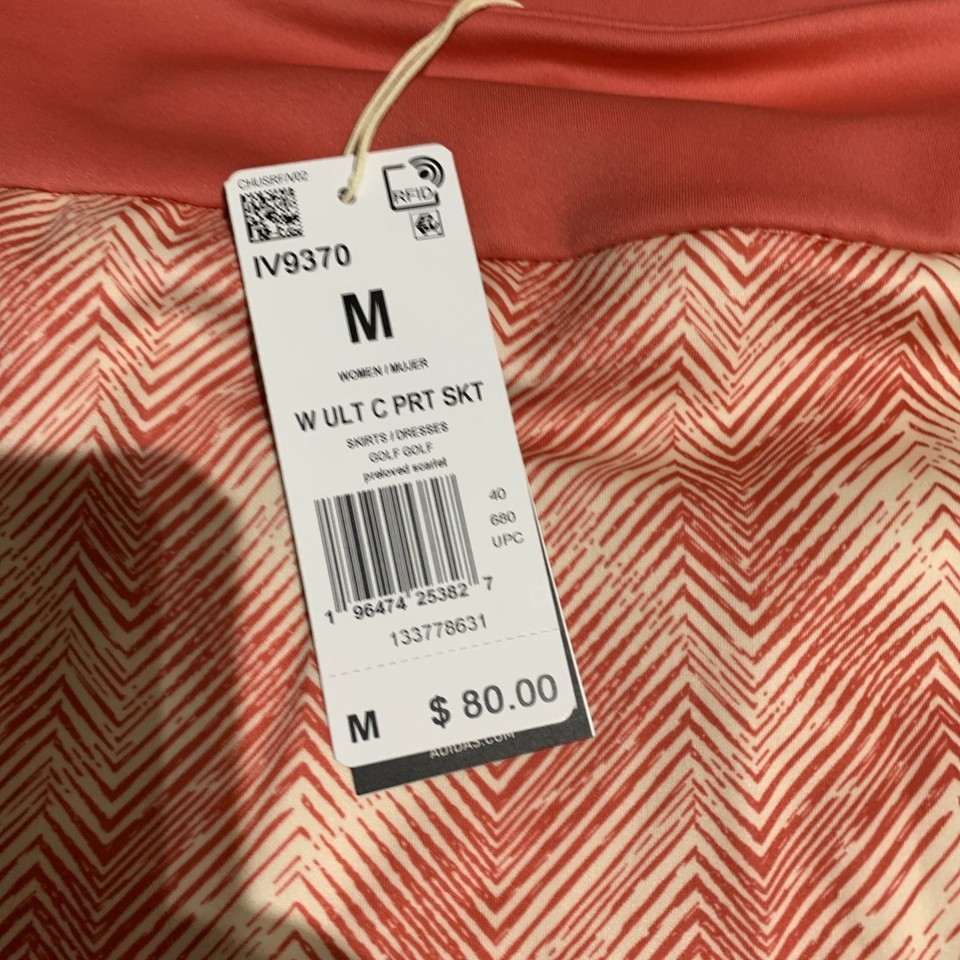 RFID
IV9370
M
WOMEN / MUJER
W ULT C PRT SKT
SKIRTS / DRESSES
GOLF GOLF
preloved scarlet
40
680
UPC
1 96474 25382 7
133778631
M $ 80.00
ADIDAS.COM